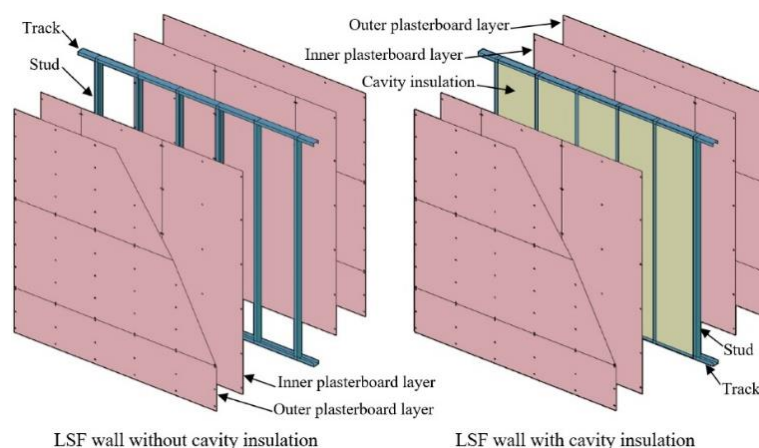 Track
Stud
Inner plasterboard layer
Outer plasterboard layer
LSF wall without cavity insulation
Outer plasterboard layer
Inner plasterboard layer
Cavity insulation
Stud
Track
LSF wall with cavity insulation